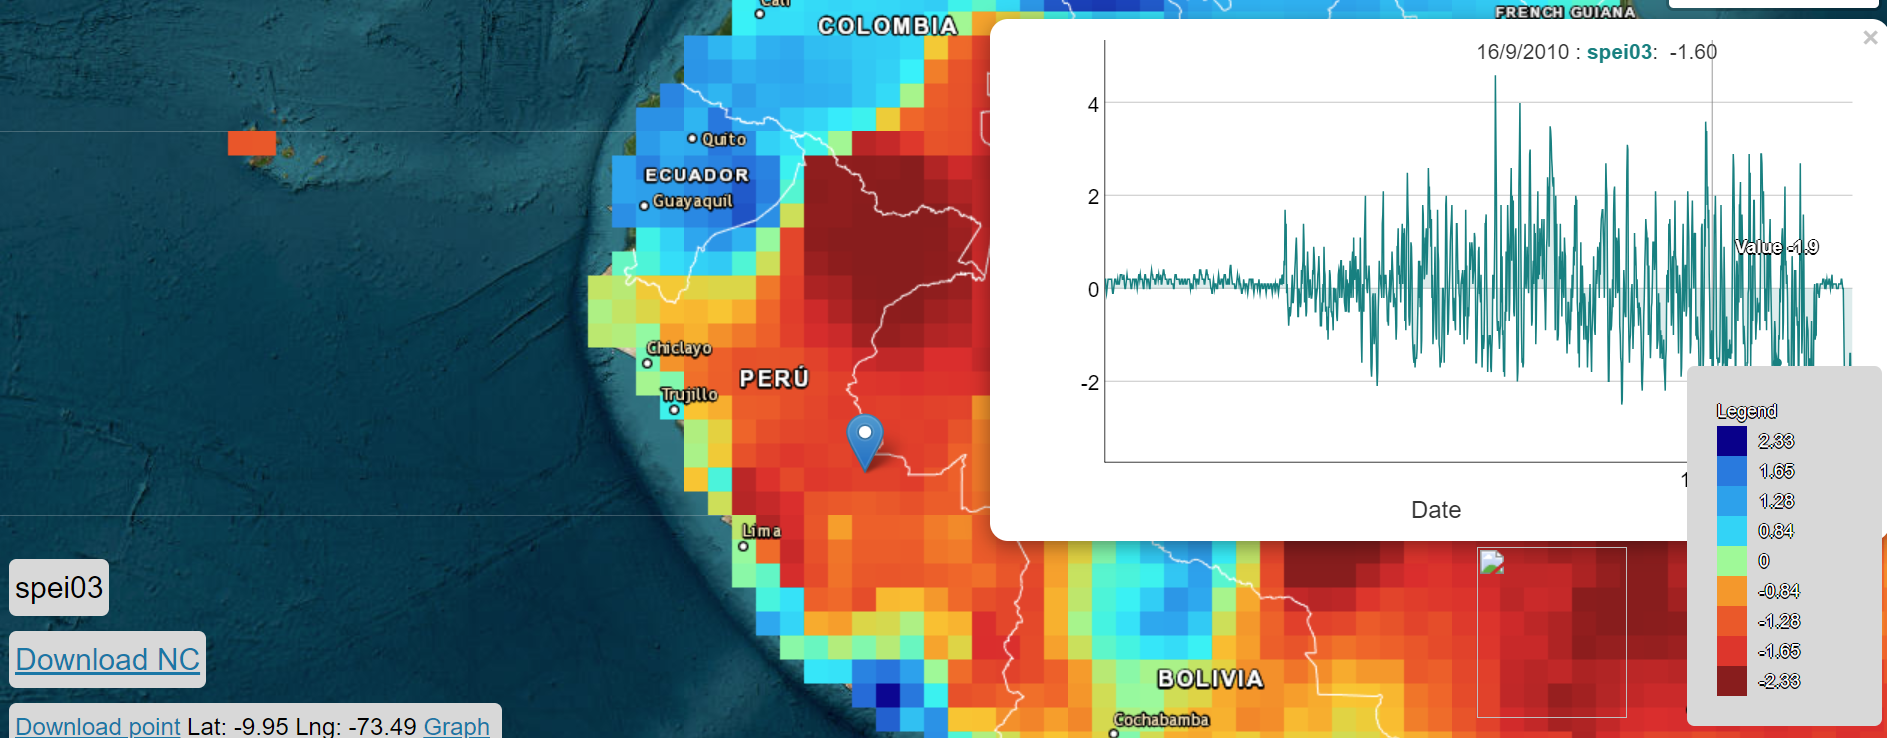 Cali
COLOMBIA
FRENCH GUIANA
×
16/9/2010 : spei03: -1.60
4
Quito
ECUADOR
2
Guayaquil
Value -1.9
0
Chiclayo
PERÚ
-2
Trujillo
Legend
2.33
1.65
1
1.28
Date
0.84
Lima
0
spei03
-0.84
-1.28
Download NC
-1.65
BOLIVIA
-2.33
Cochabamba
Download point Lat: -9.95 Lng: -73.49 Graph